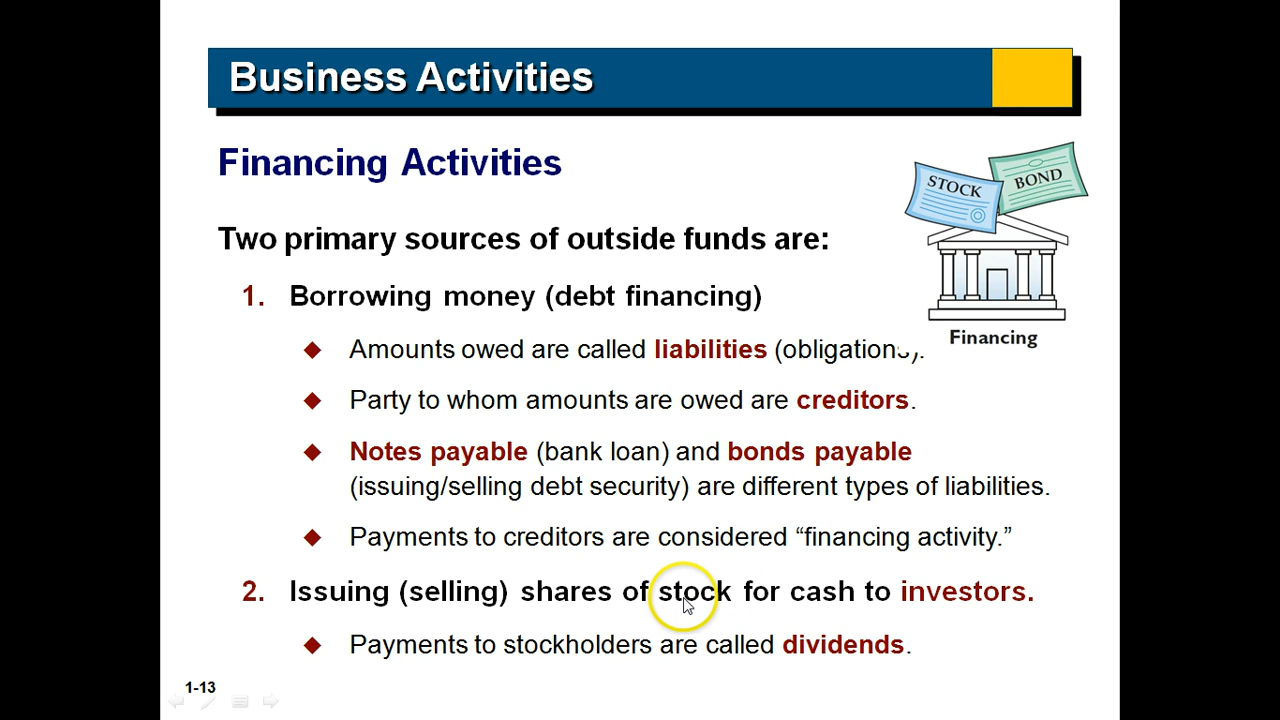 Business Activities
Financing Activities
STOCK
BOND
Financing
Two primary sources of outside funds are:
1. Borrowing money (debt financing)
Amounts owed are called liabilities (obligations).
Party to whom amounts are owed are creditors.
Notes payable (bank loan) and bonds payable
(issuing/selling debt security) are different types of liabilities.
Payments to creditors are considered “financing activity.”
2. Issuing (selling) shares of stock for cash to investors.
Payments to stockholders are called dividends.
1-13